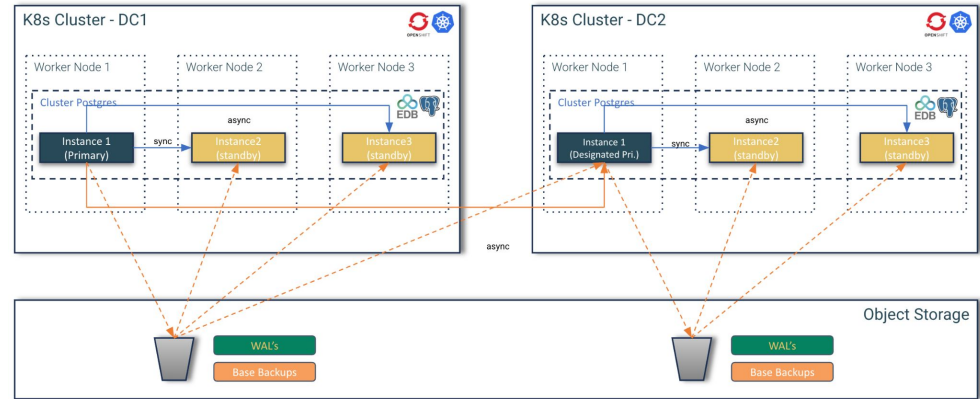 K8s Cluster - DC1
OPENSHIFT
Worker Node 1
Worker Node 2
Worker Node 3
Cluster Postgres
EDB
async
Instance 1
(Primary)
sync
Instance2
(standby)
Instance3
(standby)
K8s Cluster - DC2
OPENSHIFT
Worker Node 1
Worker Node 2
Worker Node 3
Cluster Postgres
EDB
async
Instance 1
(Designated Pri.)
sync
Instance2
(standby)
Instance3
(standby)
async
Object Storage
WAL's
Base Backups
WAL's
Base Backups